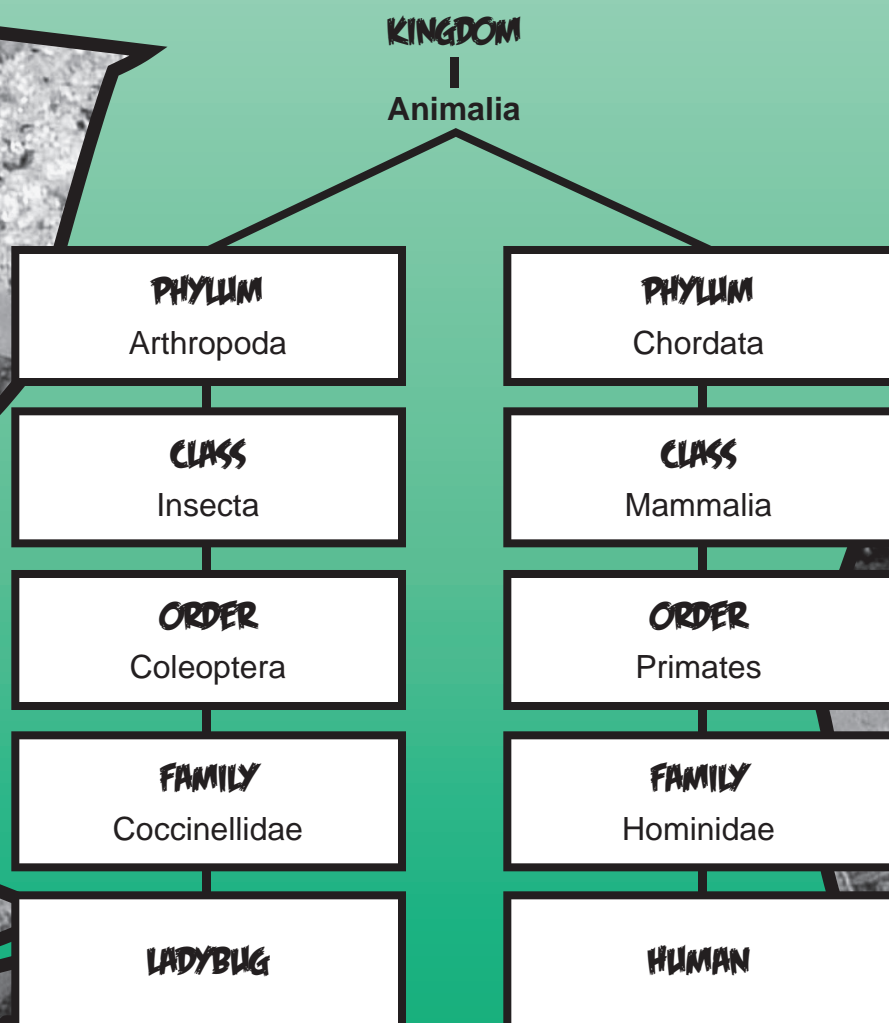 KINGDOM
Animalia
PHYLUM
Arthropoda
CLASS
Insecta
ORDER
Coleoptera
FAMILY
Coccinellidae
LADYBUG
PHYLUM
Chordata
CLASS
Mammalia
ORDER
Primates
FAMILY
Hominidae
HUMAN